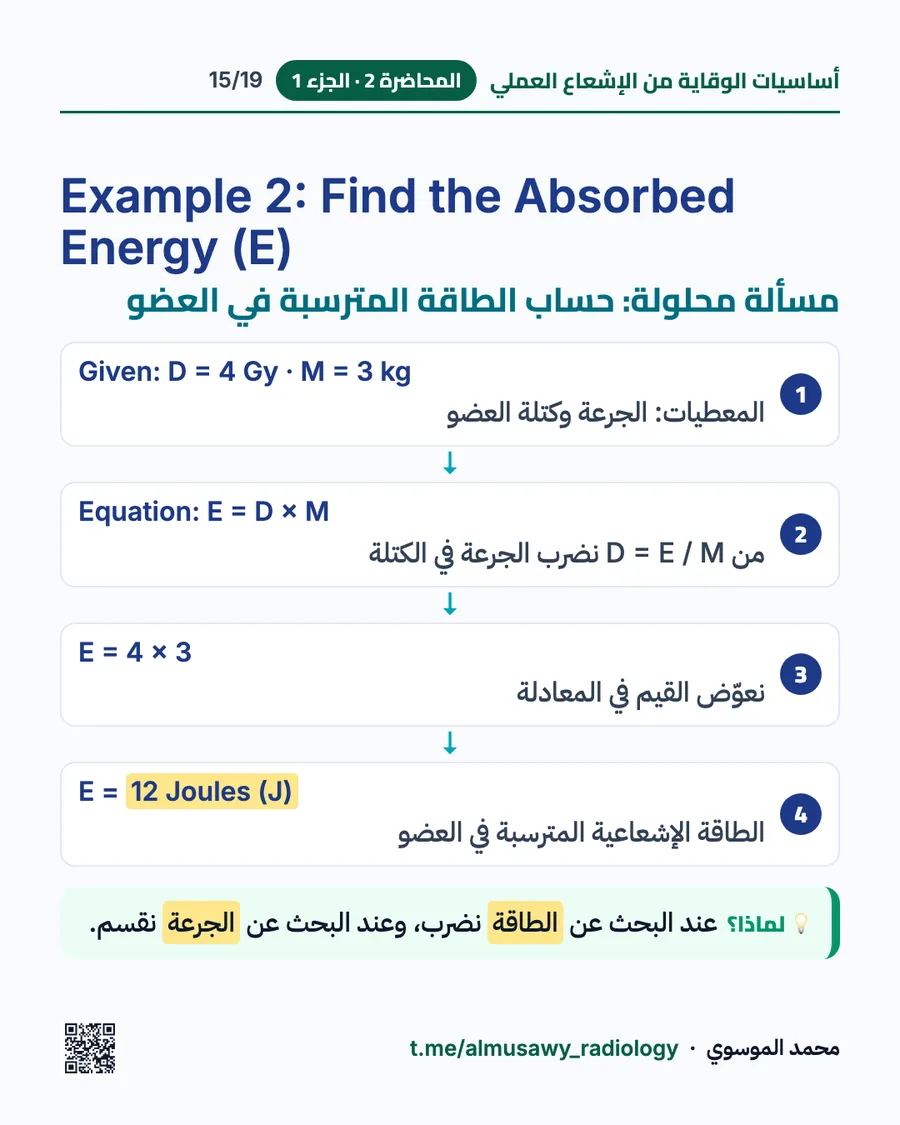 أساسيات الوقاية من الإشعاع العملي المحاضرة 2 · الجزء 1 15/19
Example 2: Find the Absorbed
Energy (E)
مسألة محلولة: حساب الطاقة المترسبة في العضو
1
Given: D = 4 Gy · M = 3 kg
المعطيات: الجرعة وكتلة العضو
↓
2
Equation: E = D × M
من D = E / M نضرب الجرعة في الكتلة
↓
3
E = 4 × 3
نعوّض القيم في المعادلة
↓
4
E = 12 Joules (J)
الطاقة الإشعاعية المترسبة في العضو
💡 لماذا؟ عند البحث عن الطاقة نضرب، وعند البحث عن الجرعة نقسم.
محمد الموسوي · t.me/almusawy_radiology